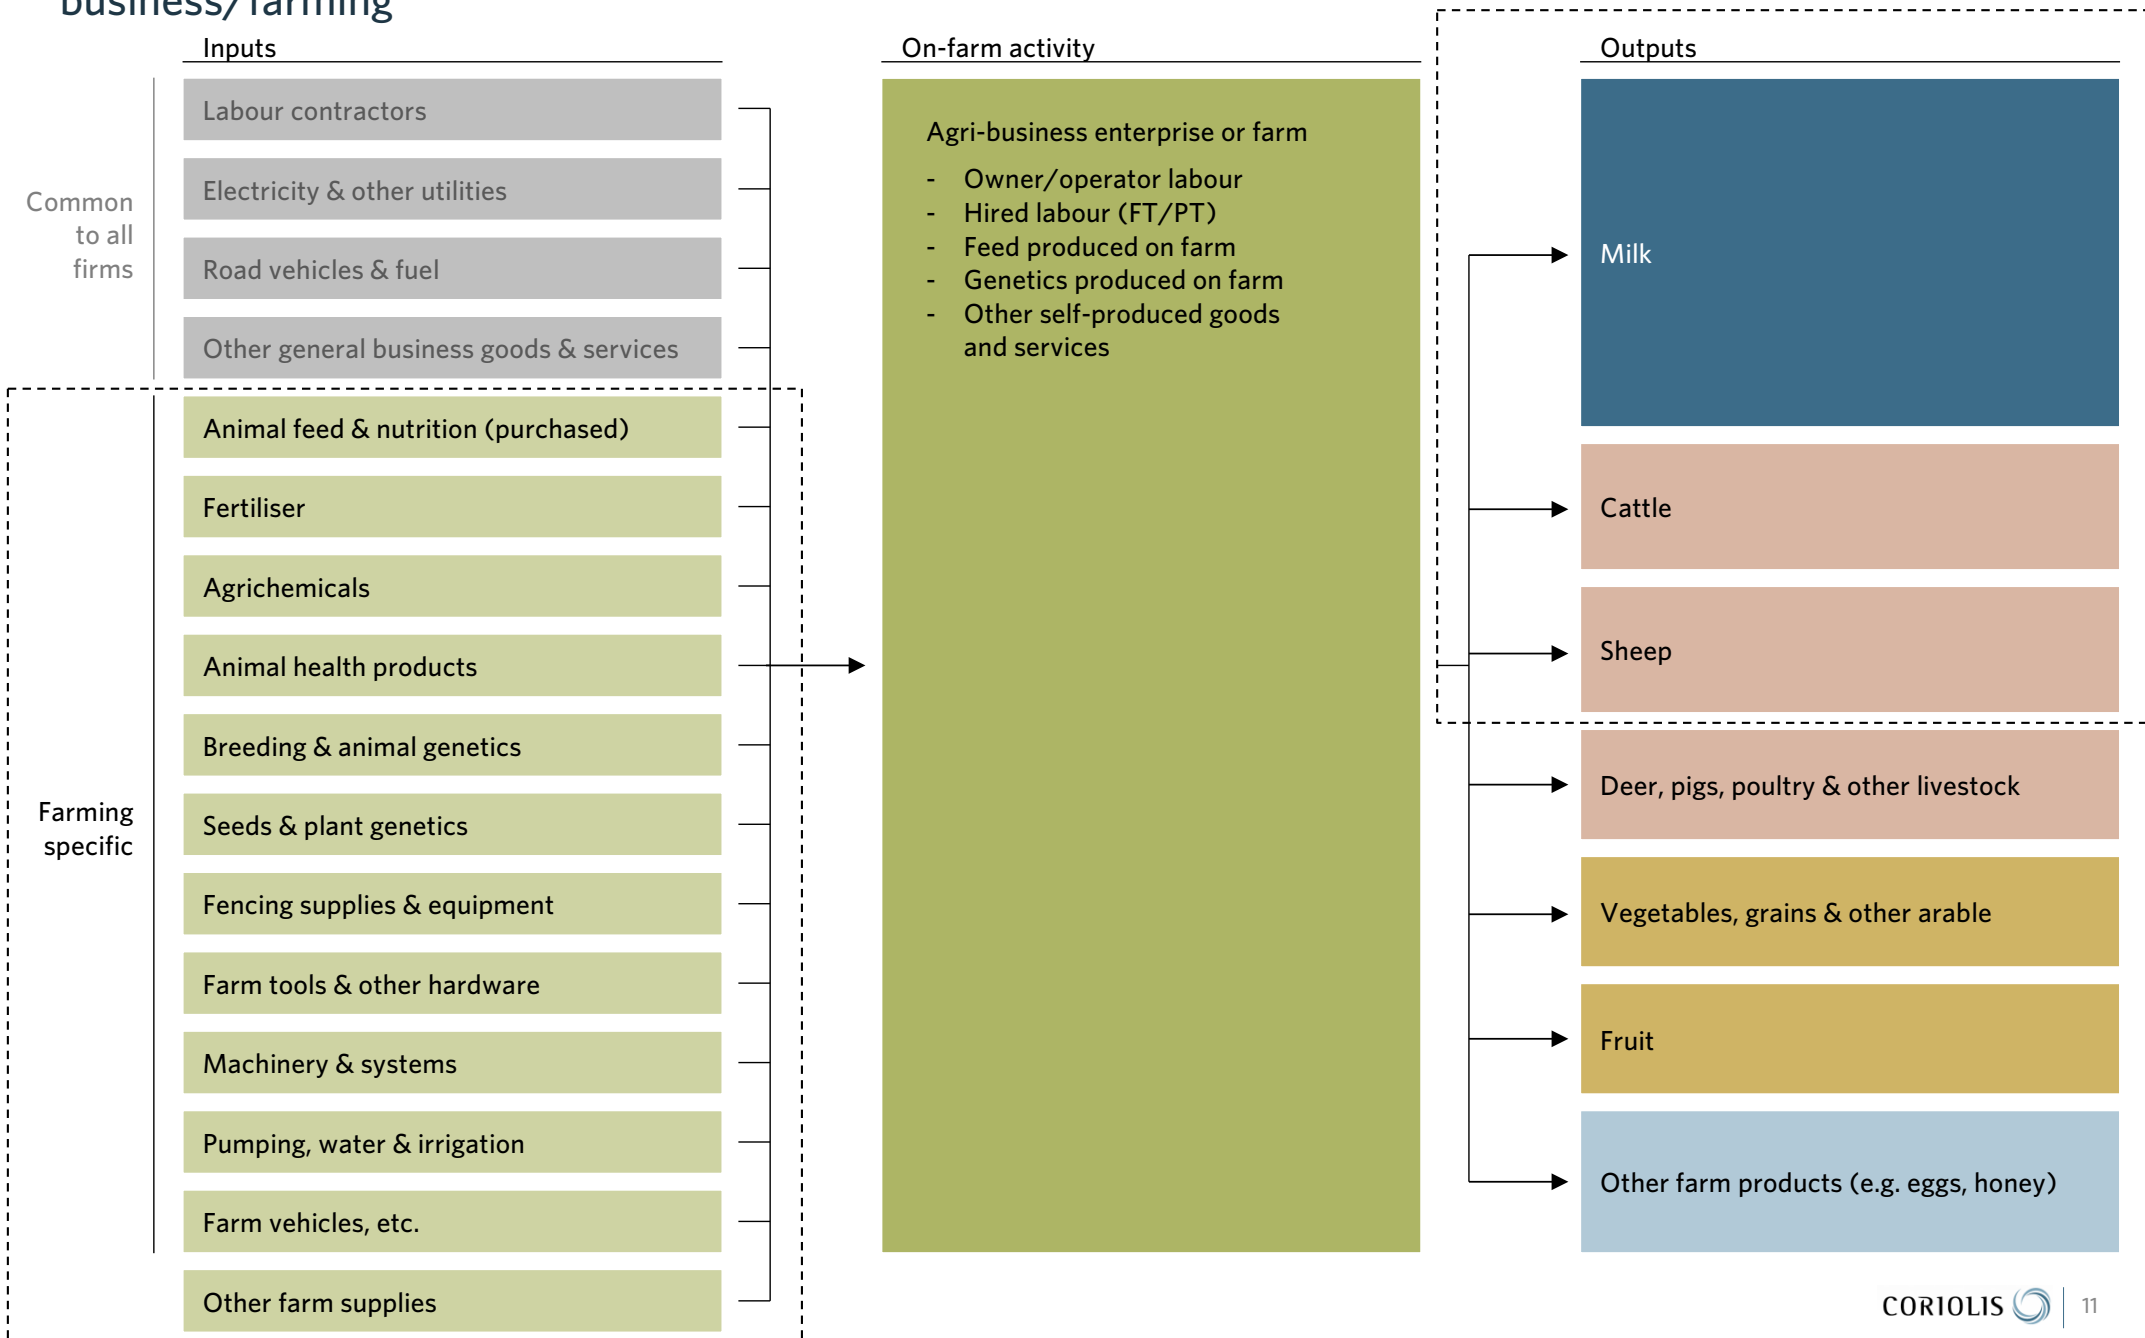 business/farming
Inputs
On-farm activity
Outputs
Common
to all
firms
Labour contractors
Electricity & other utilities
Road vehicles & fuel
Other general business goods & services
Farming
specific
Animal feed & nutrition (purchased)
Fertiliser
Agrichemicals
Animal health products
Breeding & animal genetics
Seeds & plant genetics
Fencing supplies & equipment
Farm tools & other hardware
Machinery & systems
Pumping, water & irrigation
Farm vehicles, etc.
Other farm supplies
Agri-business enterprise or farm
- Owner/operator labour
- Hired labour (FT/PT)
- Feed produced on farm
- Genetics produced on farm
- Other self-produced goods
and services
Milk
Cattle
Sheep
Deer, pigs, poultry & other livestock
Vegetables, grains & other arable
Fruit
Other farm products (e.g. eggs, honey)
CORIOLIS
11